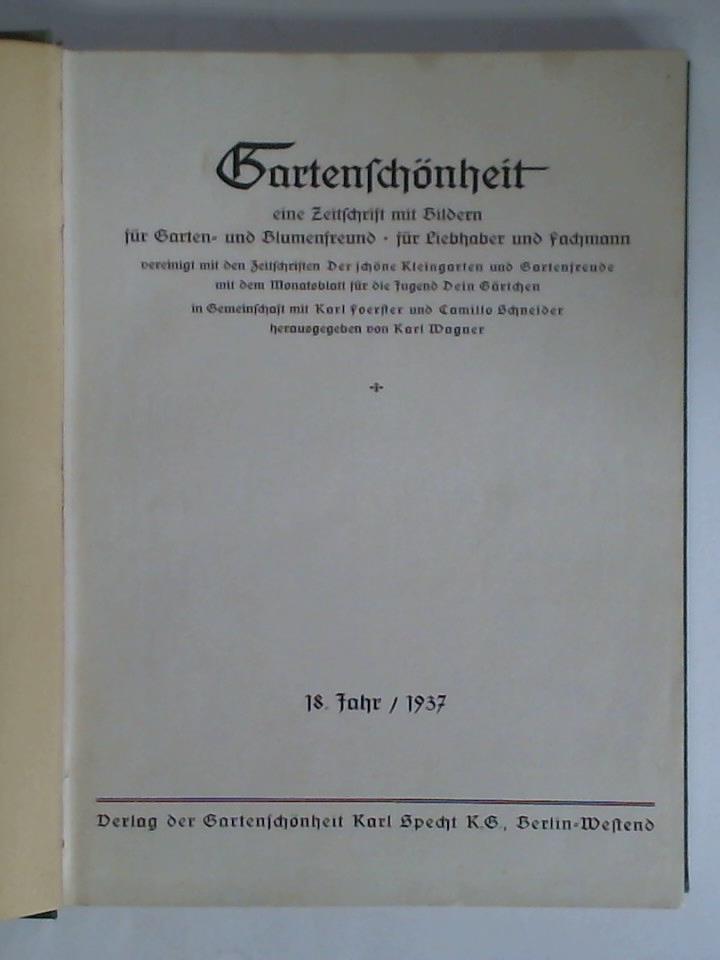 Gartenschönheit
eine Zeitschrift mit Bildern
für Garten- und Blumenfreund · für Liebhaber und Fachmann
vereinigt mit den Zeitschriften Der schöne Kleingarten und Gartenfreude
mit dem Monatsblatt für die Jugend Dein Gärtchen
in Gemeinschaft mit Karl Foerster und Camillo Schneider
herausgegeben von Karl Wagner
18. Jahr / 1937
Verlag der Gartenschönheit Karl Specht K.G., Berlin-Westend